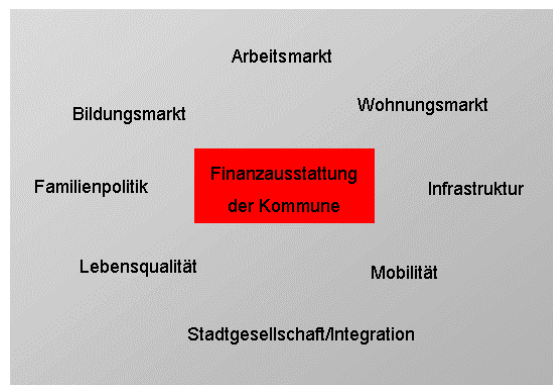 Arbeitsmarkt
Wohnungsmarkt
Bildungsmarkt
Finanzausstattung
der Kommune
Familienpolitik
Infrastruktur
Lebensqualität
Mobilität
Stadtgesellschaft/Integration